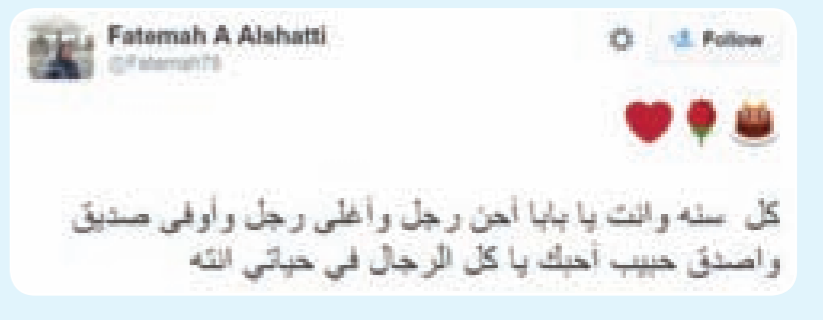 Fatemah A Alshatti
Follow
كل سنه وانت يا بابا أحن رجل وأغلى رجل وأوفى صديق
واصدق حبيب أحبك يا كل الرجال في حياتي انته